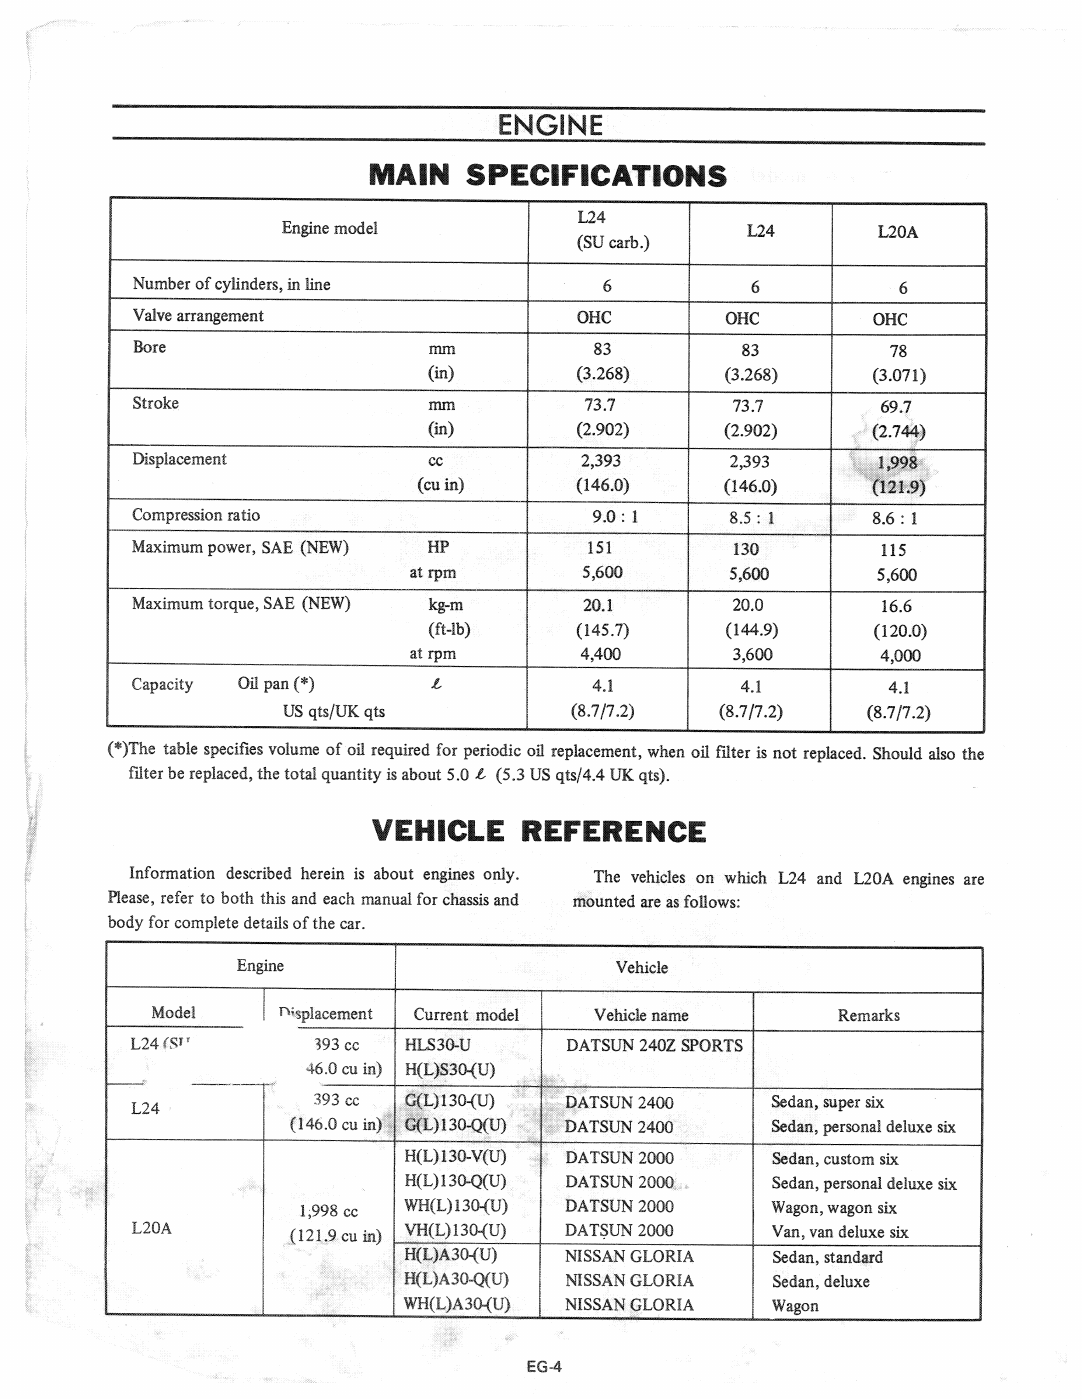 ENGINE
MAIN SPECIFICATIONS
Engine model L24 (SU carb.) L24 L20A
Number of cylinders, in line 6 6 6
Valve arrangement OHC OHC OHC
Bore mm 83 83 78
(in) (3.268) (3.268) (3.071)
Stroke mm 73.7 73.7 69.7
(in) (2.902) (2.902) (2.744)
Displacement cc 2,393 2,393 1,998
(cu in) (146.0) (146.0) (121.9)
Compression ratio 9.0 : 1 8.5 : 1 8.6 : 1
Maximum power, SAE (NEW) HP 151 130 115
at rpm 5,600 5,600 5,600
Maximum torque, SAE (NEW) kg-m 20.1 20.0 16.6
(ft-lb) (145.7) (144.9) (120.0)
at rpm 4,400 3,600 4,000
Capacity Oil pan (*) ℓ 4.1 4.1 4.1
US qts/UK qts (8.7/7.2) (8.7/7.2) (8.7/7.2)
(*)The table specifies volume of oil required for periodic oil replacement, when oil filter is not replaced. Should also the
filter be replaced, the total quantity is about 5.0 ℓ (5.3 US qts/4.4 UK qts).
VEHICLE REFERENCE
Information described herein is about engines only.
Please, refer to both this and each manual for chassis and
body for complete details of the car.
The vehicles on which L24 and L20A engines are
mounted are as follows:
Engine Vehicle
Model Displacement Current model Vehicle name Remarks
L24 393 cc HLS30-U DATSUN 240Z SPORTS
46.0 cu in) H(L)S30-(U)
L24 393 cc G(L)130-(U) DATSUN 2400 Sedan, super six
(146.0 cu in) G(L)130-Q(U) DATSUN 2400 Sedan, personal deluxe six
H(L)130-V(U) DATSUN 2000 Sedan, custom six
H(L)130-Q(U) DATSUN 2000 Sedan, personal deluxe six
1,998 cc WH(L)130-(U) DATSUN 2000 Wagon, wagon six
L20A (121.9 cu in) VH(L)130-(U) DATSUN 2000 Van, van deluxe six
H(L)A30-(U) NISSAN GLORIA Sedan, standard
H(L)A30-Q(U) NISSAN GLORIA Sedan, deluxe
WH(L)A30-(U) NISSAN GLORIA Wagon
EG-4